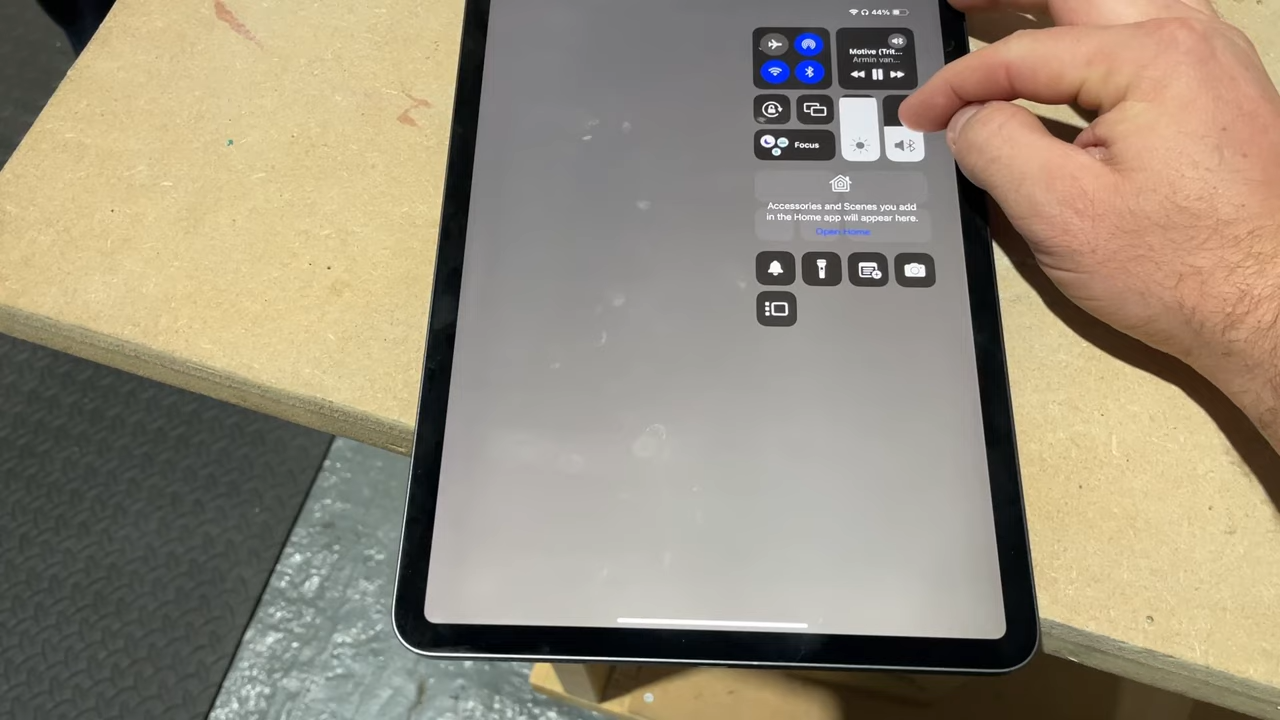 44%
Motive (Trit...
Armin van...
Focus
Accessories and Scenes you add
in the Home app will appear here.
Open Home